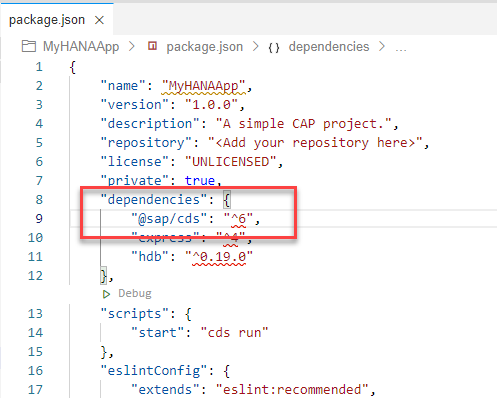 package.json ×
MyHANAApp > package.json > {} dependencies > ...
1 {
2 "name": "MyHANAApp",
3 "version": "1.0.0",
4 "description": "A simple CAP project.",
5 "repository": "<Add your repository here>",
6 "license": "UNLICENSED",
7 "private": true,
8 "dependencies": {
9 "@sap/cds": "^6",
10 "express": "^4",
11 "hdb": "^0.19.0"
12 },
Debug
13 "scripts": {
14 "start": "cds run"
15 },
16 "eslintConfig": {
17 "extends": "eslint:recommended",